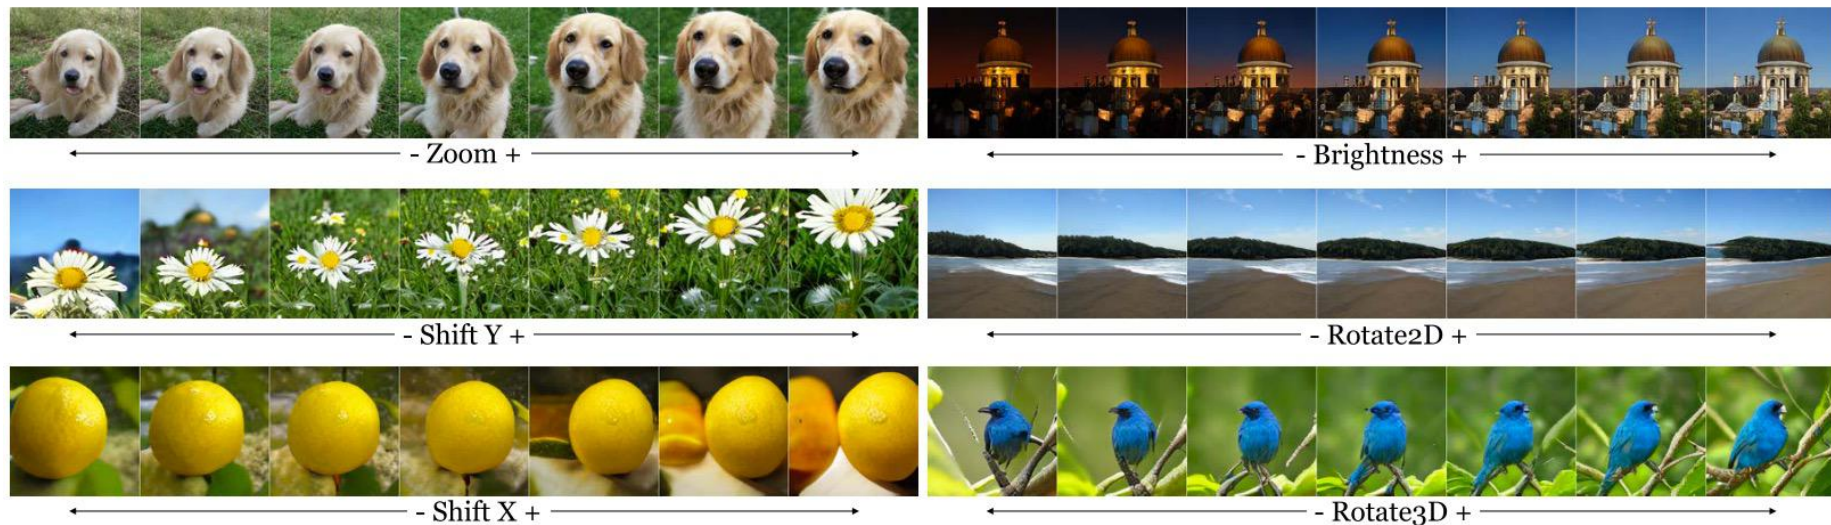 - Zoom +
- Brightness +
- Shift Y +
- Rotate2D +
- Shift X +
- Rotate3D +